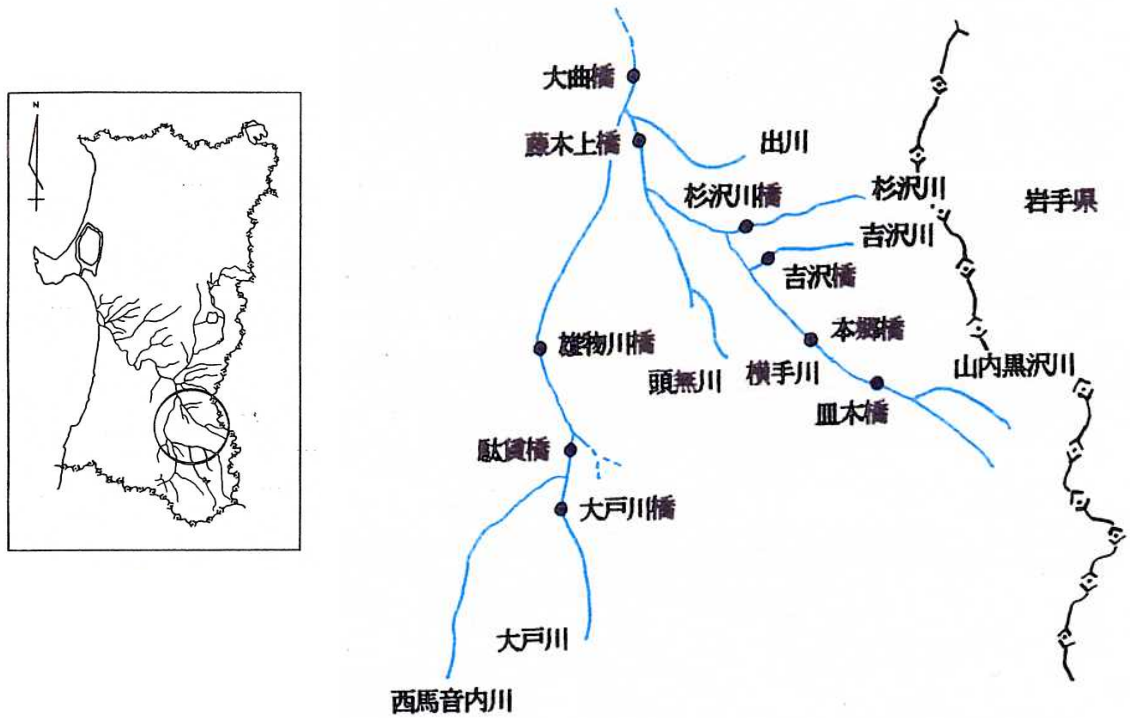 N
大曲橋
藤木上橋
出川
杉沢川橋
杉沢川
岩手県
吉沢川
吉沢橋
雄物川橋
本郷橋
頭無川
横手川
山内黒沢川
皿木橋
駄貨橋
大戸川橋
大戸川
西馬音内川